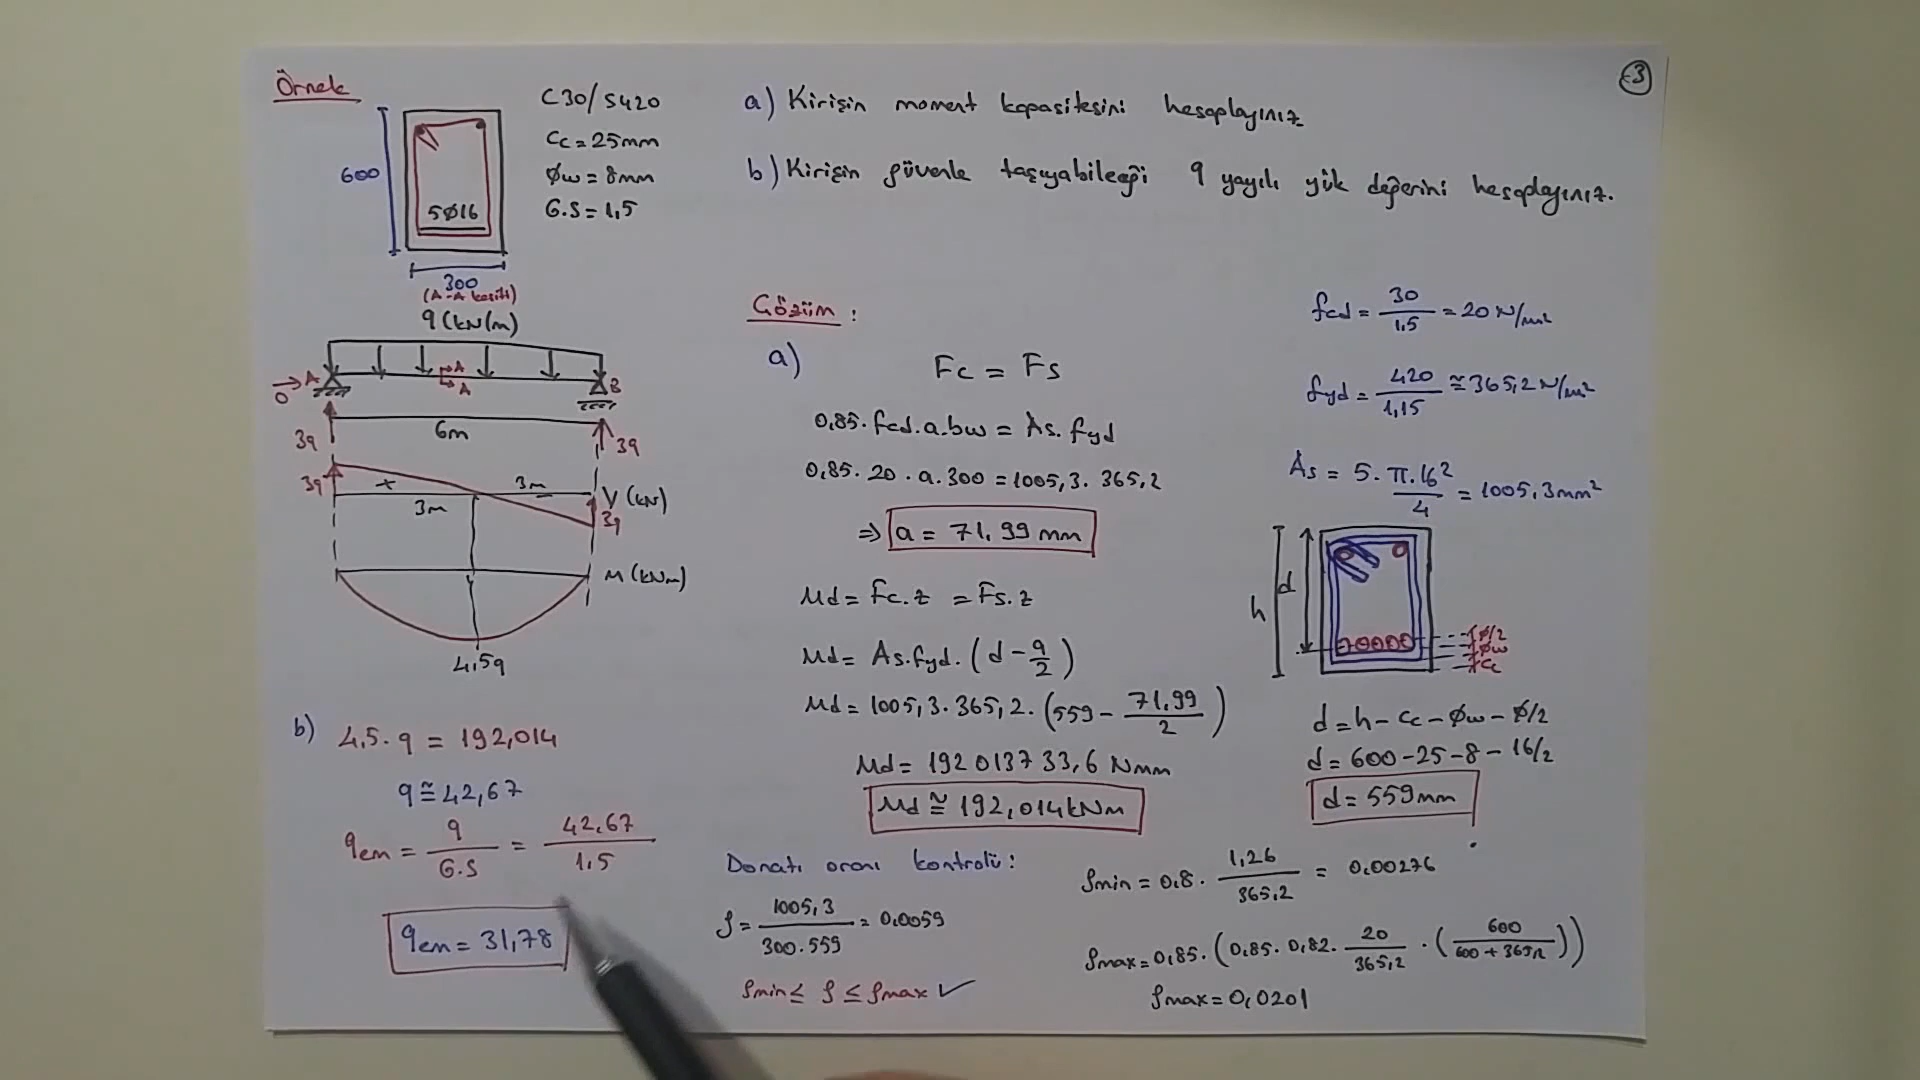 Örnek
3
C30/S420
Cc = 25mm
Øw = 8mm
G.S = 1,5
600
5Ø16
300
(A-A kesiti)
a) Kirişin moment kapasitesini hesaplayınız
b) Kirişin güvenle taşıyabileceği q yayılı yük değerini hesaplayınız.
q (kN/m)
A
A
0
A
B
6m
3q
3q
3q
+
3m
3m
-
V (kN)
3q
M (kNm)
4,5q
b)
4,5.q = 192,014
q ≅ 42,67
qem = q/G.S = 42,67/1.5
qem = 31,78
Çözüm :
a)
Fc = Fs
0,85.fcd.a.bw = As.fyd
0,85.20.a.300 = 1005,3.365,2
⇒ a = 71,99 mm
Md = Fc.z = Fs.z
Md = As.fyd.(d - a/2)
Md = 1005,3.365,2.(559 - 71,99/2)
Md = 192013733,6 Nmm
Md ≅ 192,014 kNm
Donatı oranı kontrolü:
ρ = 1005,3/300.559 = 0,0059
ρmin ≤ ρ ≤ ρmax ✓
fcd = 30/1,5 = 20 N/mm²
fyd = 420/1,15 ≅ 365,2 N/mm²
As = 5.π.16²/4 = 1005,3mm²
h
d
Ø/2
Øw
Cc
d = h - Cc - Øw - Ø/2
d = 600 - 25 - 8 - 16/2
d = 559mm
ρmin = 0,8.1,26/365,2 = 0,00276
ρmax = 0,85.(0,85.0,82.20/365,2.(600/600+365,2))
ρmax = 0,0201